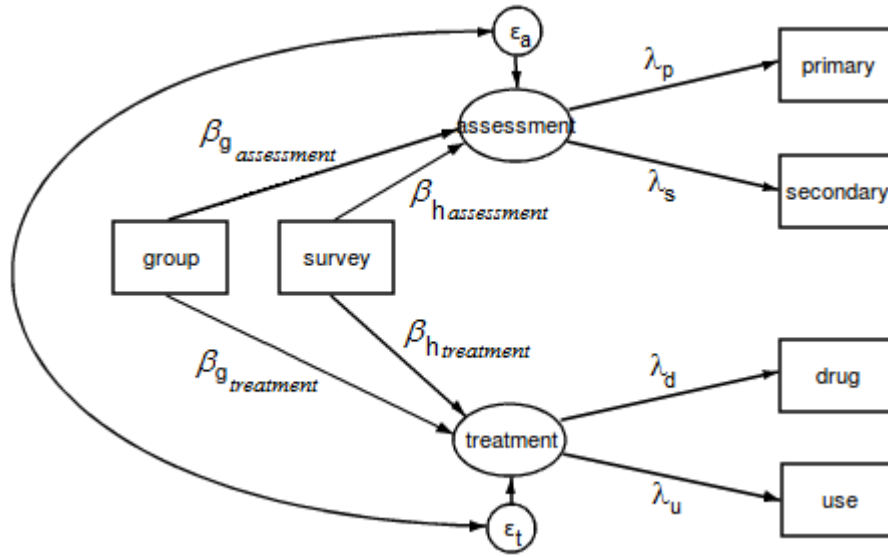 εa
λp
primary
assessment
βg assessment
λs
secondary
βh assessment
group
survey
βh treatment
βg treatment
λd
drug
treatment
λu
use
εt